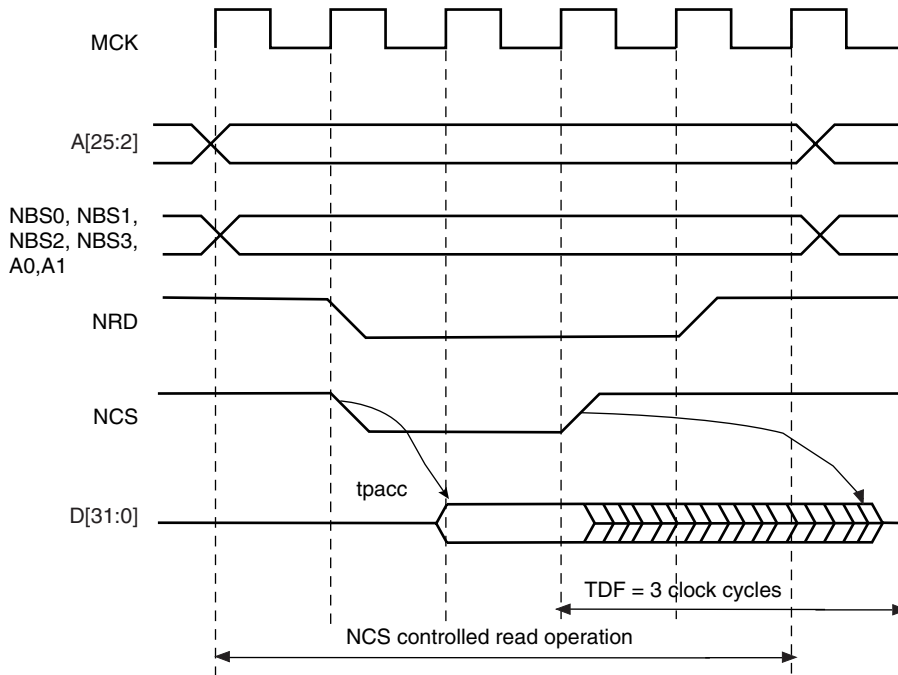 MCK
A[25:2]
NBS0, NBS1,
NBS2, NBS3,
A0,A1
NRD
NCS
tpacc
D[31:0]
TDF = 3 clock cycles
NCS controlled read operation